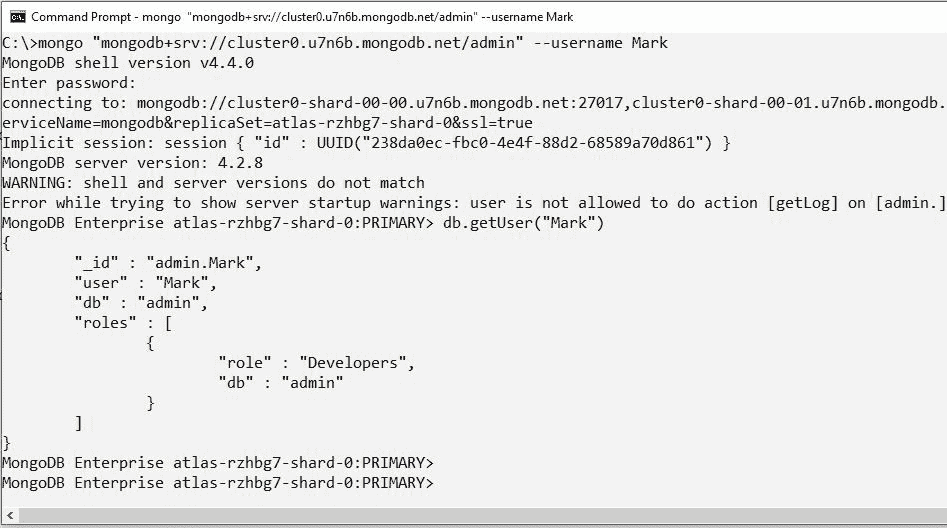 Command Prompt - mongo "mongodb+srv://cluster0.u7n6b.mongodb.net/admin" --username Mark
C:\>mongo "mongodb+srv://cluster0.u7n6b.mongodb.net/admin" --username Mark
MongoDB shell version v4.4.0
Enter password:
connecting to: mongodb://cluster0-shard-00-00.u7n6b.mongodb.net:27017,cluster0-shard-00-01.u7n6b.mongodb.
erviceName=mongodb&replicaSet=atlas-rzhbg7-shard-0&ssl=true
Implicit session: session { "id" : UUID("238da0ec-fbc0-4e4f-88d2-68589a70d861") }
MongoDB server version: 4.2.8
WARNING: shell and server versions do not match
Error while trying to show server startup warnings: user is not allowed to do action [getLog] on [admin.]
MongoDB Enterprise atlas-rzhbg7-shard-0:PRIMARY> db.getUser("Mark")
{
        "_id" : "admin.Mark",
        "user" : "Mark",
        "db" : "admin",
        "roles" : [
                {
                        "role" : "Developers",
                        "db" : "admin"
                }
        ]
}
MongoDB Enterprise atlas-rzhbg7-shard-0:PRIMARY>
MongoDB Enterprise atlas-rzhbg7-shard-0:PRIMARY>